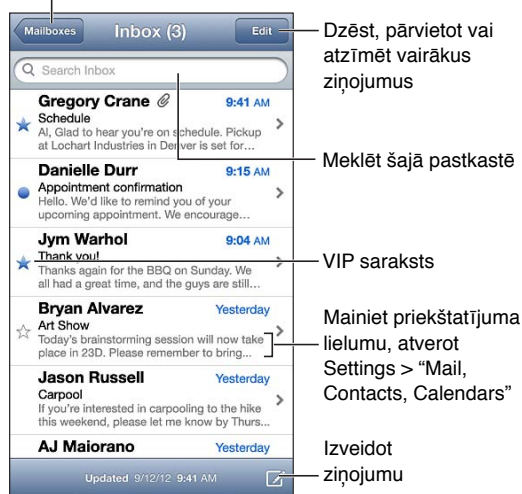 Mailboxes
Inbox (3)
Edit
Search Inbox
Gregory Crane
9:41 AM
Schedule
Al, Glad to hear you're on schedule. Pickup
at Lochart Industries in Denver is set for...
Danielle Durr
9:15 AM
Appointment confirmation
Hello. We'd like to remind you of your
upcoming appointment. We encourage...
Jym Warhol
9:04 AM
Thank you!
Thanks again for the BBQ on Sunday. We
all had a great time, and the guys are still...
Bryan Alvarez
Yesterday
Art Show
Today's brainstorming session will now take
place in 23D. Please remember to bring...
Jason Russell
Yesterday
Carpool
If you're interested in carpooling to the hike
this weekend, please let me know by Thurs...
AJ Maiorano
Yesterday
Updated 9/12/12 9:41 AM
Dzēst, pārvietot vai
atzīmēt vairākus
ziņojumus
Meklēt šajā pastkastē
VIP saraksts
Mainiet priekštatījuma
lielumu, atverot
Settings > “Mail,
Contacts, Calendars”
Izveidot
ziņojumu